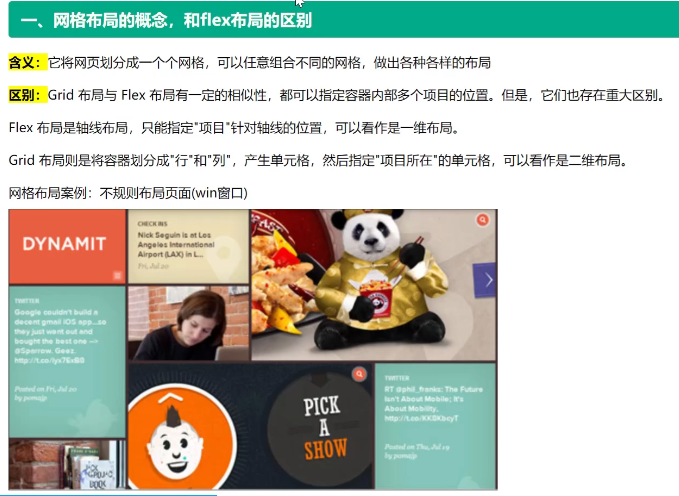 一、网格布局的概念，和flex布局的区别
含义：它将网页划分成一个个网格，可以任意组合不同的网格，做出各种各样的布局
区别：Grid 布局与 Flex 布局有一定的相似性，都可以指定容器内部多个项目的位置。但是，它们也存在重大区别。
Flex 布局是轴线布局，只能指定"项目"针对轴线的位置，可以看作是一维布局。
Grid 布局则是将容器划分成"行"和"列"，产生单元格，然后指定"项目所在"的单元格，可以看作是二维布局。
网格布局案例：不规则布局页面(win窗口)
DYNAMIT
CHECK INS
Nick Seguin is at Los
Angeles International
Airport (LAX) in L...
Fri, Jul 20
TWITTER
Google couldn't build a
decent gmail iOS app...so
they just went out and
bought the best one -->
@Sparrow. Geez.
Posted on Fri, Jul 20
by pomajp
PICK
A
SHOW
TWITTER
RT @phil_franks: The Future
Isn't About Mobile; It's
About Mobility.
Posted on Thu, Jul 19
by pomajp